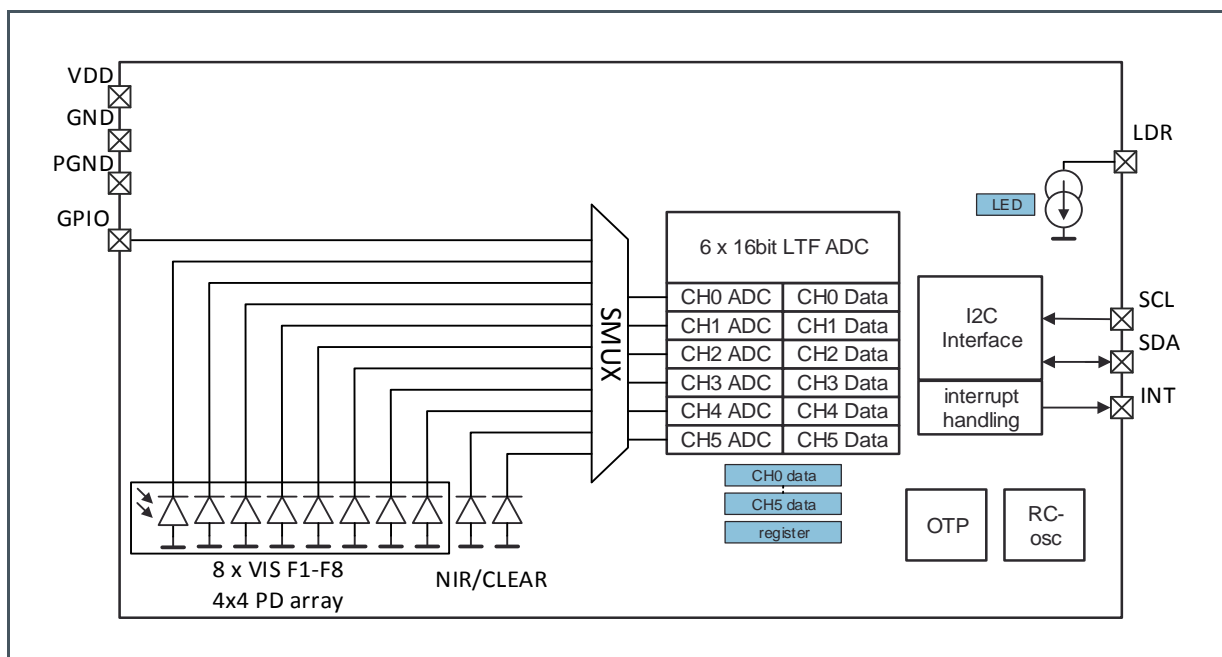 VDD
GND
PGND
GPIO
LDR
LED
6 x 16bit LTF ADC
CH0 ADC CH0 Data
CH1 ADC CH1 Data
CH2 ADC CH2 Data
CH3 ADC CH3 Data
CH4 ADC CH4 Data
CH5 ADC CH5 Data
SMUX
I2C
Interface
interrupt
handling
SCL
SDA
INT
CH0 data
CH5 data
register
OTP
RC-
osc
8 x VIS F1-F8
4x4 PD array
NIR/CLEAR